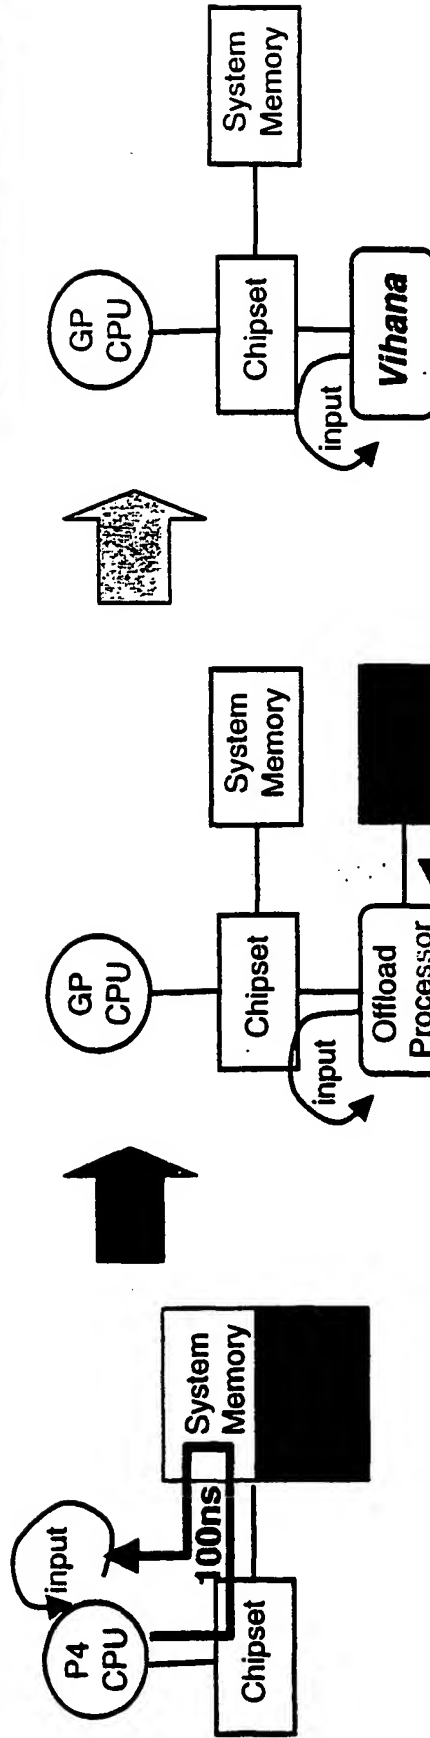 P4
CPU
input
100ns
System
Memory
Chipset
GP
CPU
Chipset
System
Memory
input
Offload
Processor
GP
CPU
Chipset
System
Memory
input
Vihana